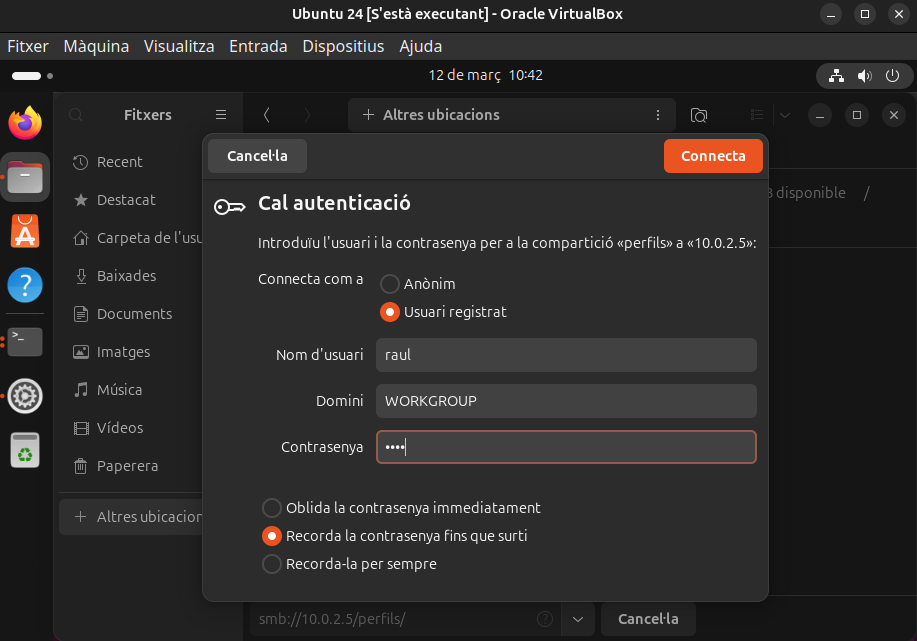 Ubuntu 24 [S'està executant] - Oracle VirtualBox
Fitxer Màquina Visualitza Entrada Dispositius Ajuda
12 de març 10:42
Fitxers
Altres ubicacions
Cancel·la
Connecta
Recent
Destacat
Carpeta de l'usu
Baixades
Documents
Imatges
Música
Vídeos
Paperera
Altres ubicacion
disponible /
Cal autenticació
Introduïu l'usuari i la contrasenya per a la compartició «perfils» a «10.0.2.5»:
Connecta com a
Anònim
Usuari registrat
Nom d'usuari raul
Domini WORKGROUP
Contrasenya ••••
Oblida la contrasenya immediatament
Recorda la contrasenya fins que surti
Recorda-la per sempre
smb://10.0.2.5/perfils/
Cancel·la